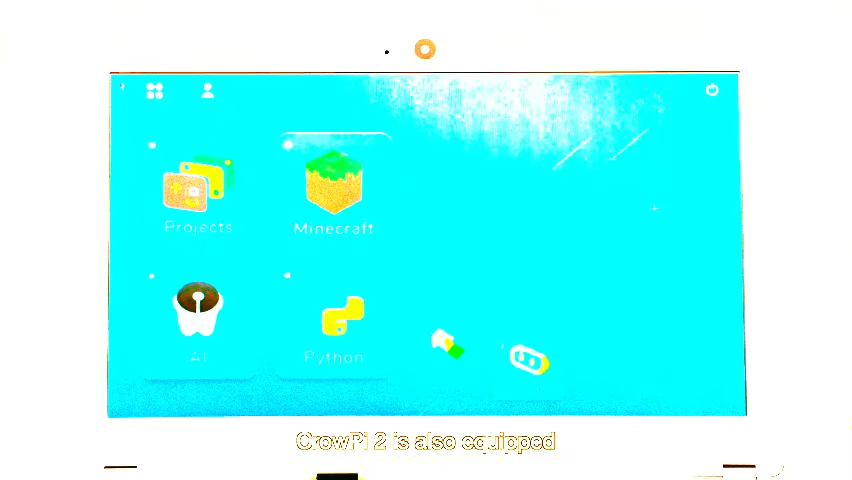 Projects
Minecraft
AI
Python
CrowPi 2 is also equipped